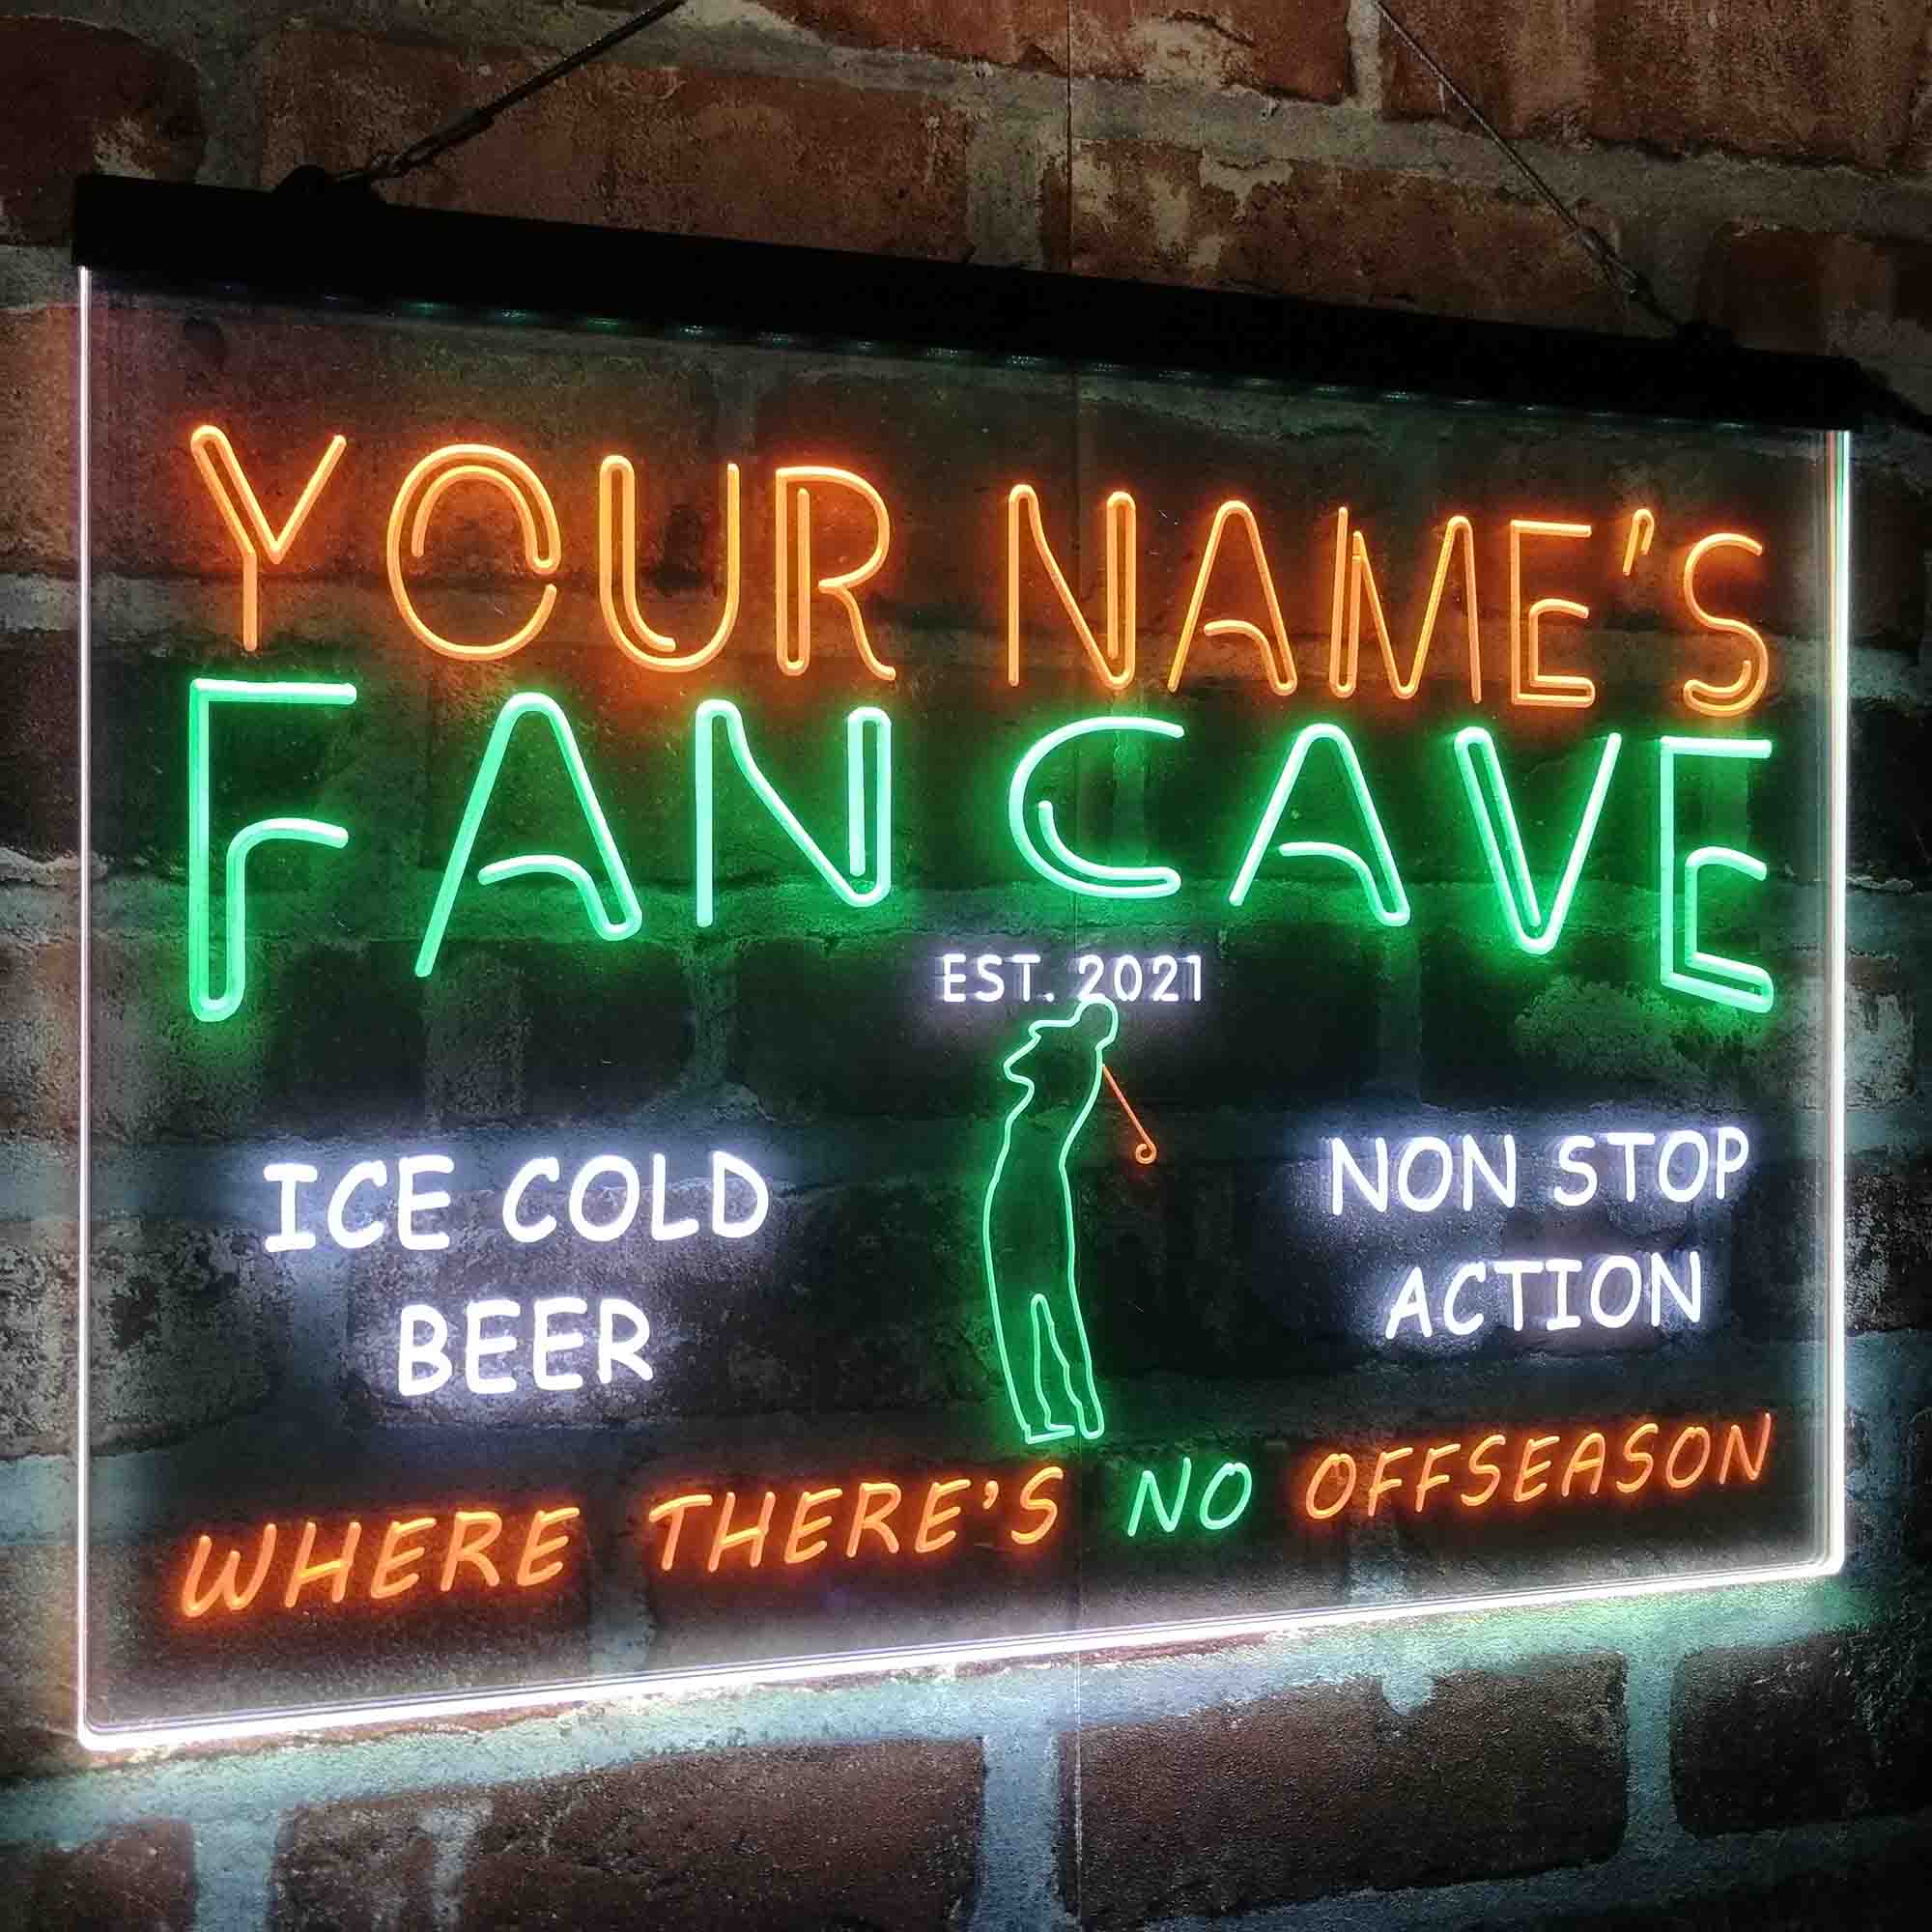 YOUR NAME'S
FAN CAVE
EST. 2021
ICE COLD
BEER
NON STOP
ACTION
WHERE THERE'S NO OFFSEASON